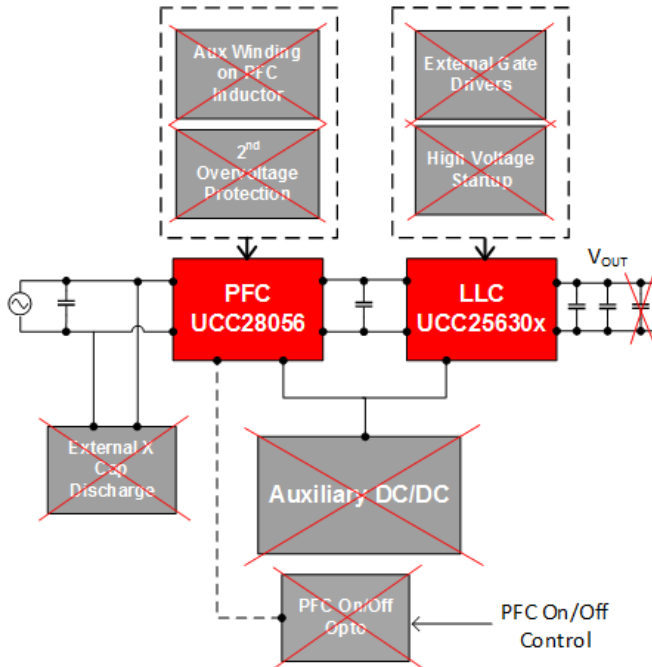 Aux Winding
on PFC
Inductor
External Gate
Drivers
2nd
Overvoltage
Protection
High Voltage
Startup
VOUT
PFC
UCC28056
LLC
UCC25630x
External X
Cap
Discharge
Auxiliary DC/DC
PFC On/Off
Opto
PFC On/Off
Control